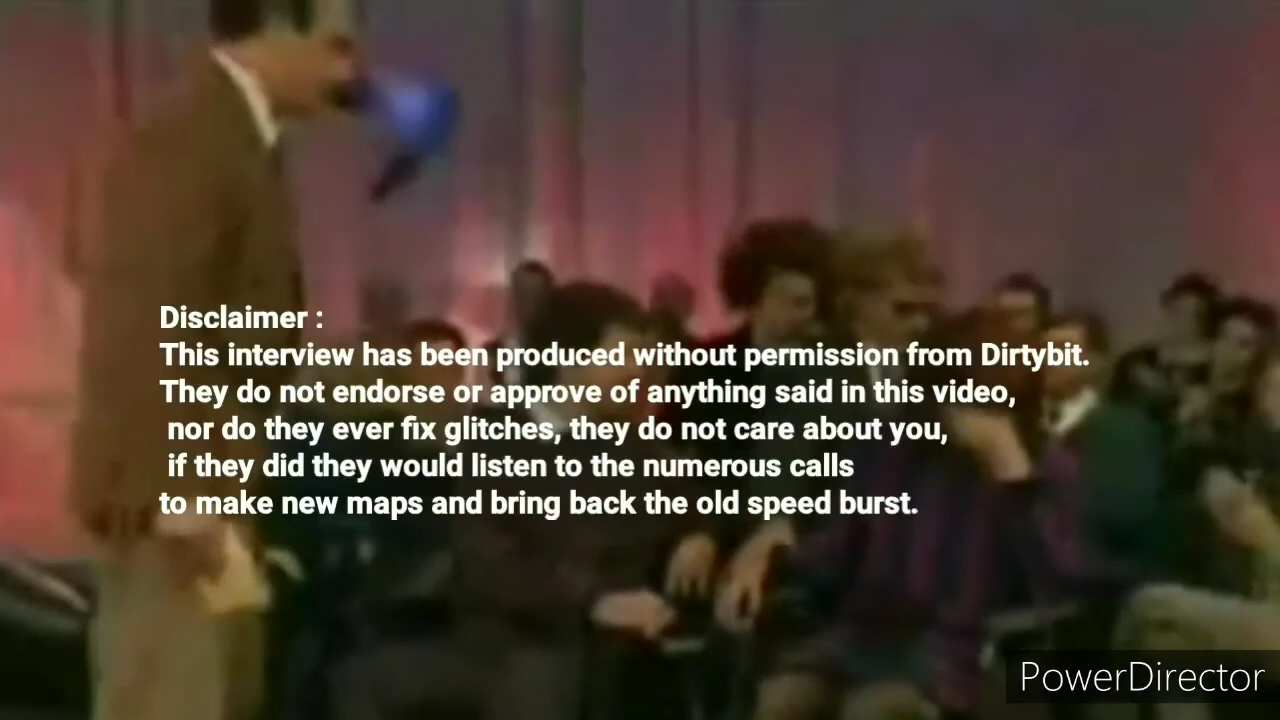 Disclaimer :
This interview has been produced without permission from Dirtybit.
They do not endorse or approve of anything said in this video,
nor do they ever fix glitches, they do not care about you,
if they did they would listen to the numerous calls
to make new maps and bring back the old speed burst.
PowerDirector